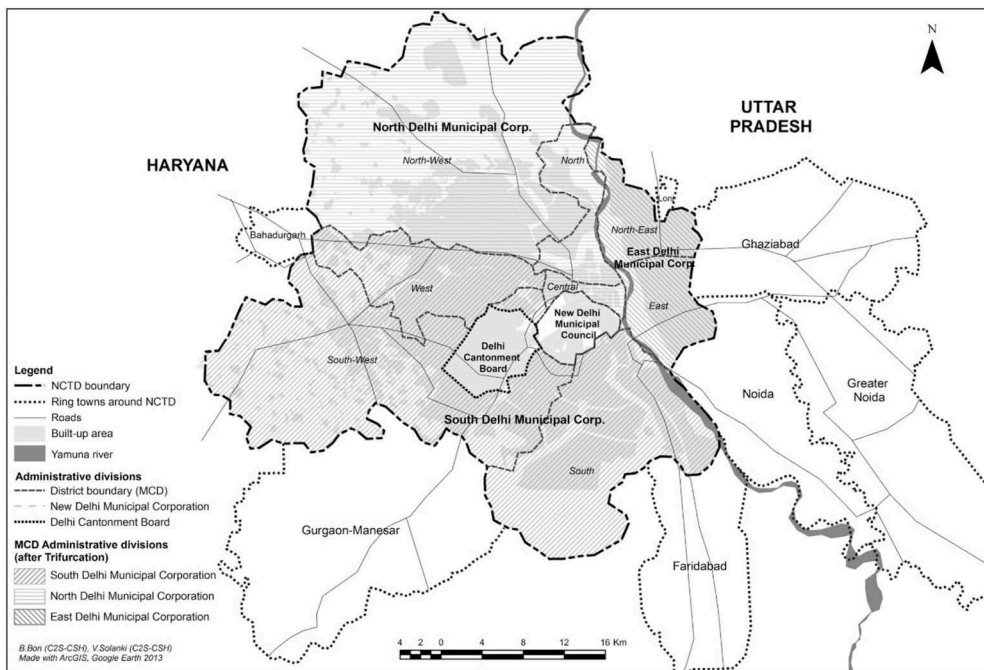 N
UTTAR
PRADESH
HARYANA
North Delhi Municipal Corp.
North-West
North
Loni
North-East
Bahadurgarh
East Delhi
Municipal Corp.
Ghaziabad
West
Central
East
New Delhi
Municipal
Council
Delhi
Cantonment
Board
South-West
Noida
Greater
Noida
South Delhi Municipal Corp.
South
Gurgaon-Manesar
Faridabad
Legend
NCTD boundary
Ring towns around NCTD
Roads
Built-up area
Yamuna river
Administrative divisions
District boundary (MCD)
New Delhi Municipal Corporation
Delhi Cantonment Board
MCD Administrative divisions
(after Trifurcation)
South Delhi Municipal Corporation
North Delhi Municipal Corporation
East Delhi Municipal Corporation
B.Bon (C2S-CSH), V.Solanki (C2S-CSH)
Made with ArcGIS, Google Earth 2013
4 2 0 4 8 12 16 Km